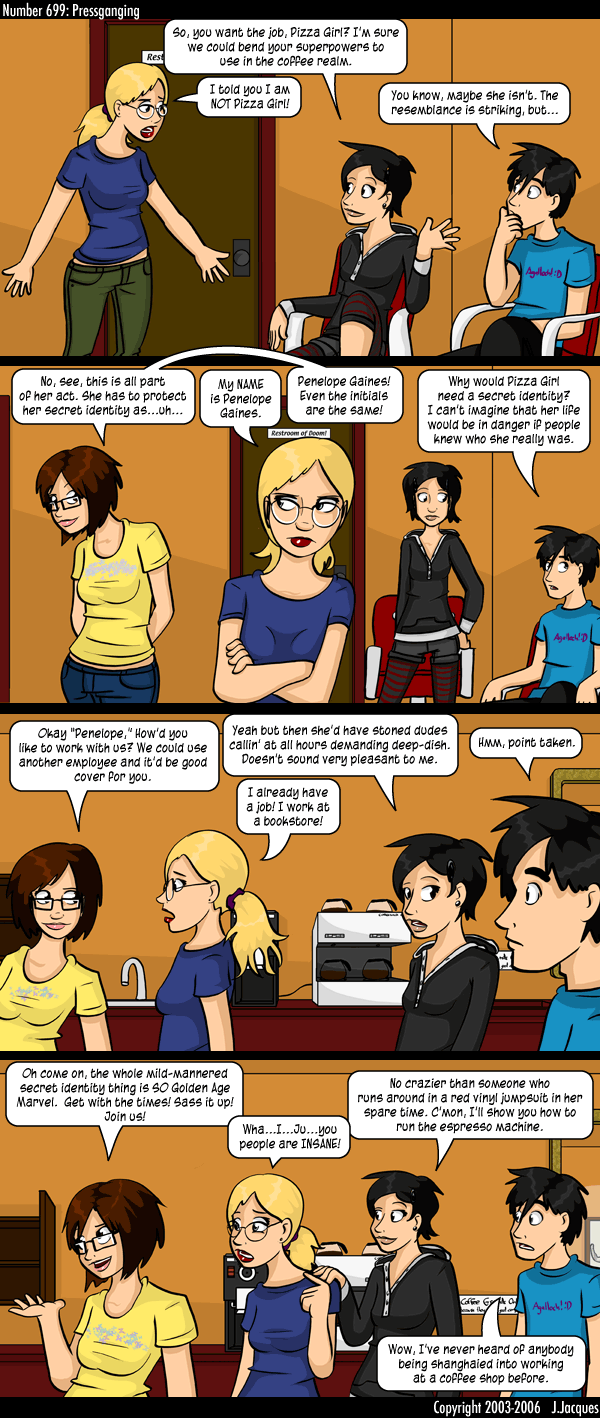 Number 699: Pressganging
So, you want the job, Pizza Girl? I'm sure
we could bend your superpowers to
use in the coffee realm.
Rest
I told you I am
NOT Pizza Girl!
You know, maybe she isn't. The
resemblance is striking, but...
Agalloch! :D
No, see, this is all part
of her act. She has to protect
her secret identity as...uh...
My NAME
is Penelope
Gaines.
Penelope Gaines!
Even the initials
are the same!
Why would Pizza Girl
need a secret identity?
I can't imagine that her life
would be in danger if people
knew who she really was.
Restroom of Doom!
Agalloch! :D
Okay "Penelope," How'd you
like to work with us? We could use
another employee and it'd be good
cover for you.
Yeah but then she'd have stoned dudes
callin' at all hours demanding deep-dish.
Doesn't sound very pleasant to me.
Hmm, point taken.
I already have
a job! I work at
a bookstore!
Oh come on, the whole mild-mannered
secret identity thing is SO Golden Age
Marvel. Get with the times! Sass it up!
Join us!
Wha...I...Ju...you
people are INSANE!
No crazier than someone who
runs around in a red vinyl jumpsuit in her
spare time. C'mon, I'll show you how to
run the espresso machine.
Agalloch! :D
Wow, I've never heard of anybody
being shanghaied into working
at a coffee shop before.
Copyright 2003-2006 J.Jacques